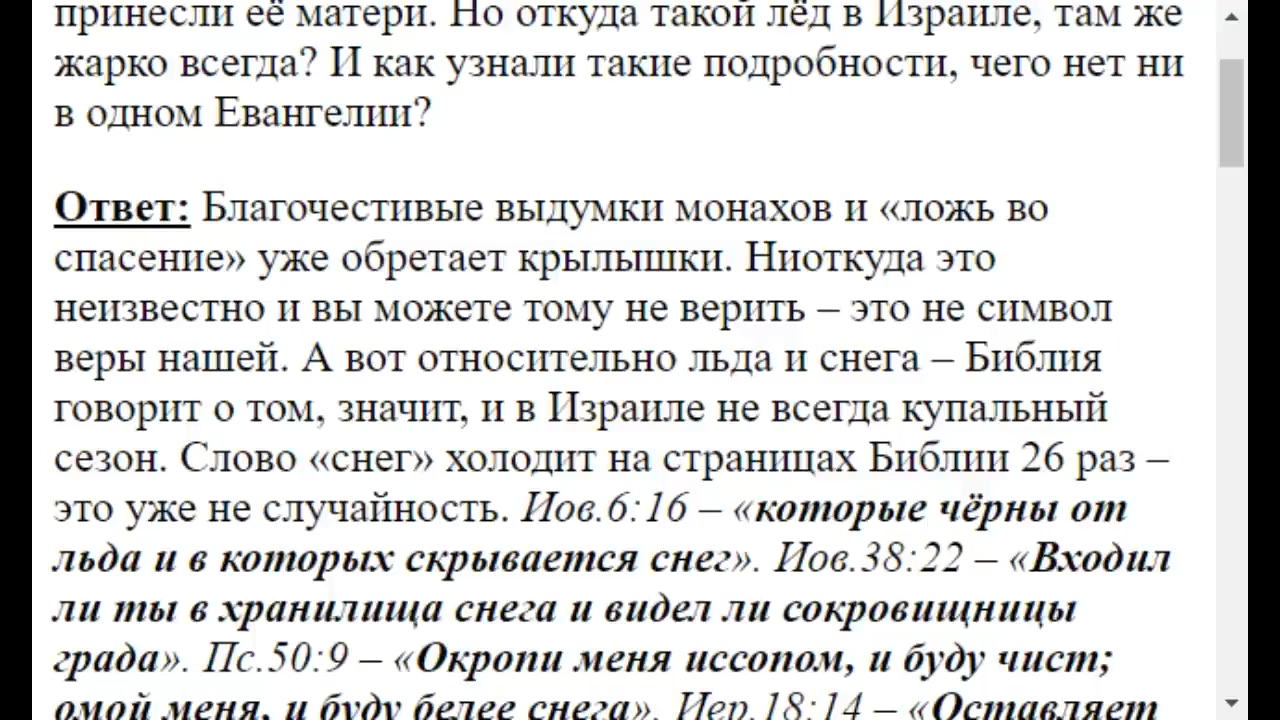 принесли её матери. Но откуда такой лёд в Израиле, там же
жарко всегда? И как узнали такие подробности, чего нет ни
в одном Евангелии?
Ответ: Благочестивые выдумки монахов и «ложь во
спасение» уже обретает крылышки. Ниоткуда это
неизвестно и вы можете тому не верить – это не символ
веры нашей. А вот относительно льда и снега – Библия
говорит о том, значит, и в Израиле не всегда купальный
сезон. Слово «снег» холодит на страницах Библии 26 раз –
это уже не случайность. Иов.6:16 – «которые чёрны от
льда и в которых скрывается снег». Иов.38:22 – «Входил
ли ты в хранилища снега и видел ли сокровищницы
града». Пс.50:9 – «Окропи меня иссопом, и буду чист;
омой меня, и буду белее снега». Иер.18:14 – «Оставляет